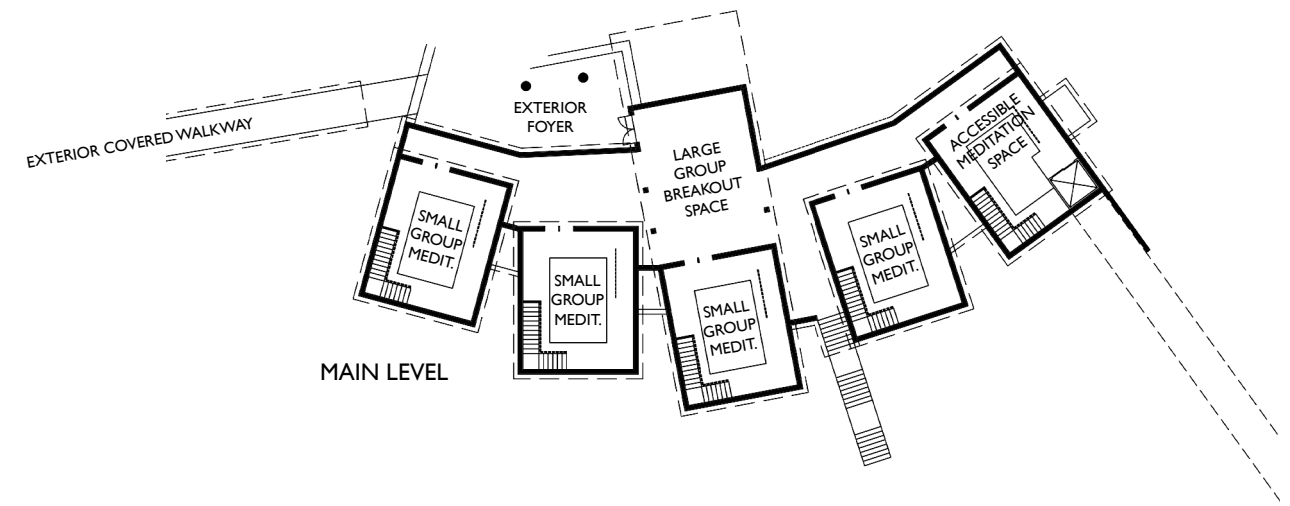 EXTERIOR COVERED WALKWAY
EXTERIOR
FOYER
LARGE
GROUP
BREAKOUT
SPACE
ACCESSIBLE
MEDITATION
SPACE
SMALL
GROUP
MEDIT.
SMALL
GROUP
MEDIT.
SMALL
GROUP
MEDIT.
SMALL
GROUP
MEDIT.
MAIN LEVEL